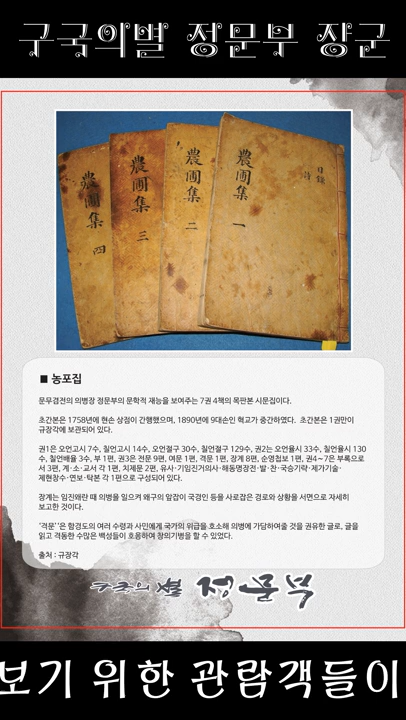 구국의별 정문부 장군
農圃集 四
農圃集 三
農圃集 二
農圃集 一
目錄
詩
■ 농포집
문무겸전의 의병장 정문부의 문학적 재능을 보여주는 7권 4책의 목판본 시문집이다.
초간본은 1758년에 현손 상점이 간행했으며, 1890년에 9대손인 혁교가 중간하였다. 초간본은 1권만이
규장각에 보관되어 있다.
권1은 오언고시 7수, 칠언고시 14수, 오언절구 30수, 칠언절구 129수, 권2는 오언율시 33수, 칠언율시 130
수, 칠언배율 3수, 부 1편, 권3은 전문 9편, 여문 1편, 격문 1편, 장계 8편, 순영첩보 1편, 권4~7은 부록으로
서 3편, 계·소·교서 각 1편, 치제문 2편, 유사·기임진거의사·해동명장전·발·찬·국승기략·제가기술·
제현창수·연보·탁본 각 1편으로 구성되어 있다.
장계는 임진왜란 때 의병을 일으켜 왜구의 앞잡이 국경인 등을 사로잡은 경로와 상황을 서면으로 자세히
보고한 것이다.
'격문'은 함경도의 여러 수령과 사민에게 국가의 위급을 호소해 의병에 가담하여줄 것을 권유한 글로, 글을
읽고 격동한 수많은 백성들이 호응하여 창의기병을 할 수 있었다.
출처 : 규장각
구국의 별 정문부
보기 위한 관람객들이